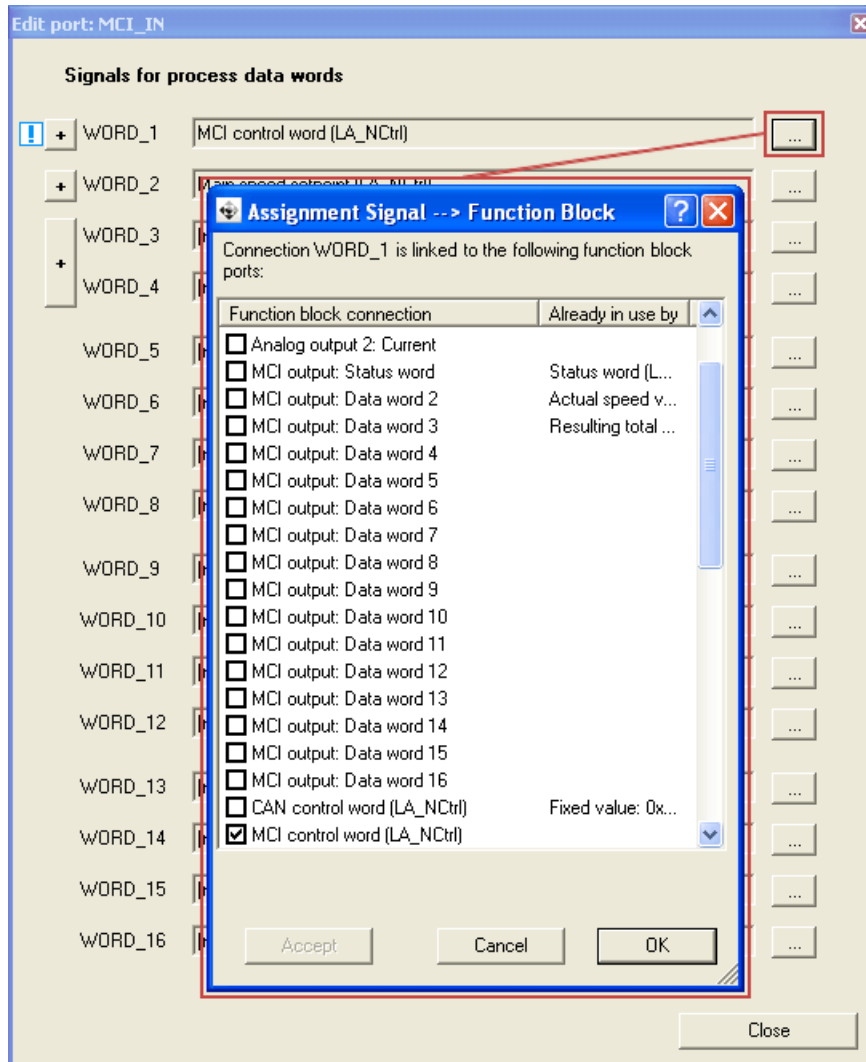 Edit port: MCI_IN
Signals for process data words
! + WORD_1 MCI control word (LA_NCtrl) ...
+ WORD_2 Main speed setpoint (LA_NCtrl) ...
WORD_3 ...
+
WORD_4 ...
WORD_5 ...
WORD_6 ...
WORD_7 ...
WORD_8 ...
WORD_9 ...
WORD_10 ...
WORD_11 ...
WORD_12 ...
WORD_13 ...
WORD_14 ...
WORD_15 ...
WORD_16 ...
Assignment Signal --> Function Block
Connection WORD_1 is linked to the following function block
ports:
Function block connection Already in use by
Analog output 2: Current
MCI output: Status word Status word (L...
MCI output: Data word 2 Actual speed v...
MCI output: Data word 3 Resulting total ...
MCI output: Data word 4
MCI output: Data word 5
MCI output: Data word 6
MCI output: Data word 7
MCI output: Data word 8
MCI output: Data word 9
MCI output: Data word 10
MCI output: Data word 11
MCI output: Data word 12
MCI output: Data word 13
MCI output: Data word 14
MCI output: Data word 15
MCI output: Data word 16
CAN control word (LA_NCtrl) Fixed value: 0x...
MCI control word (LA_NCtrl)
Accept Cancel OK
Close